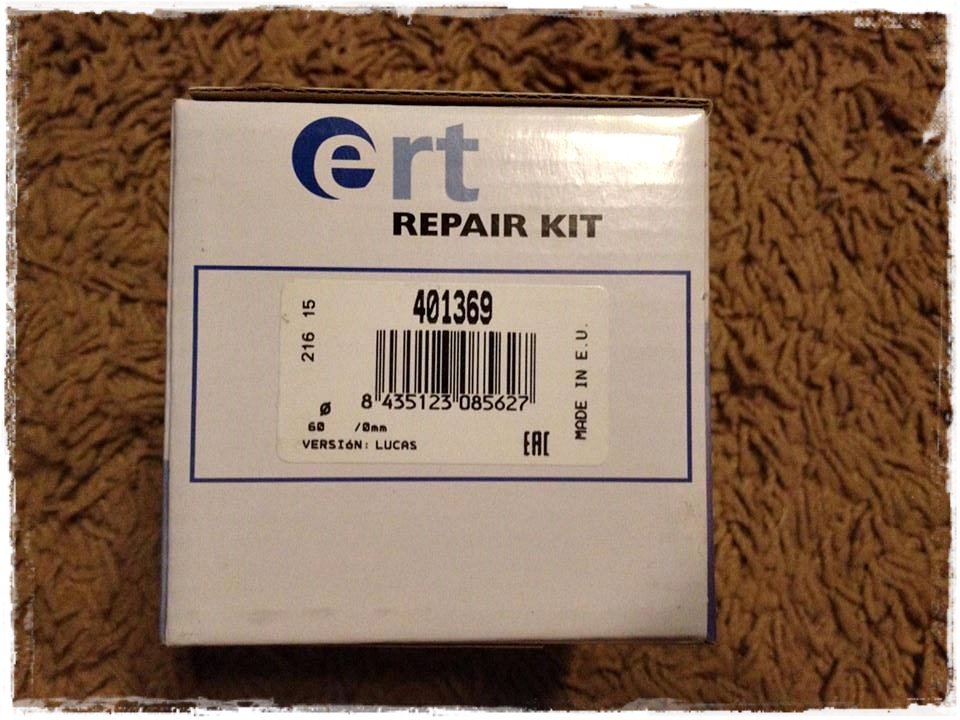 ert
REPAIR KIT
216 15
401369
8 435123 085627
Ø
60 /0mm
VERSIóN: LUCAS
EAC
MADE IN E.U.